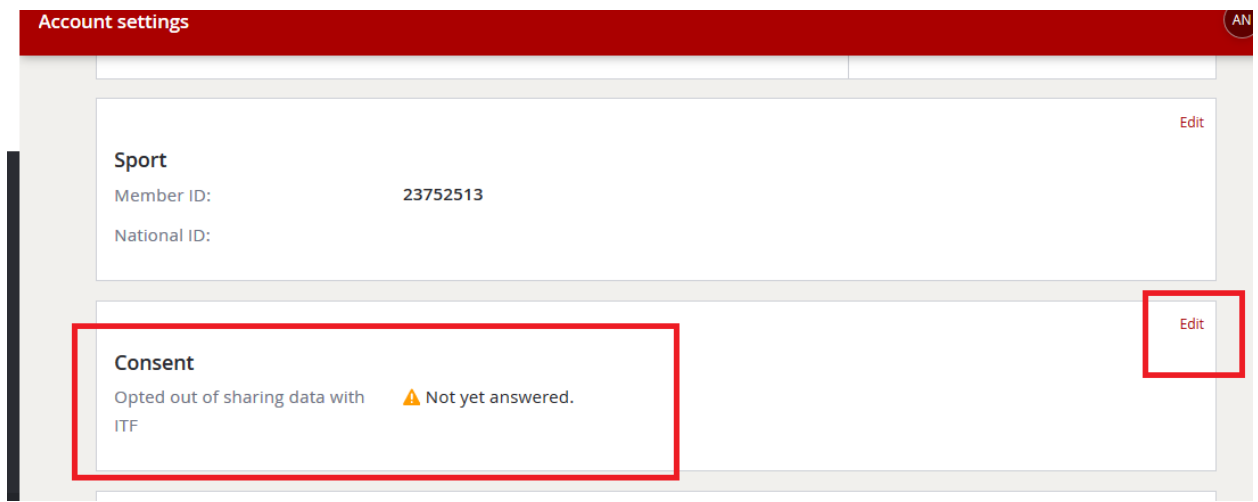 Account settings
AN
Edit
Sport
Member ID: 23752513
National ID:
Edit
Consent
Opted out of sharing data with Not yet answered.
ITF